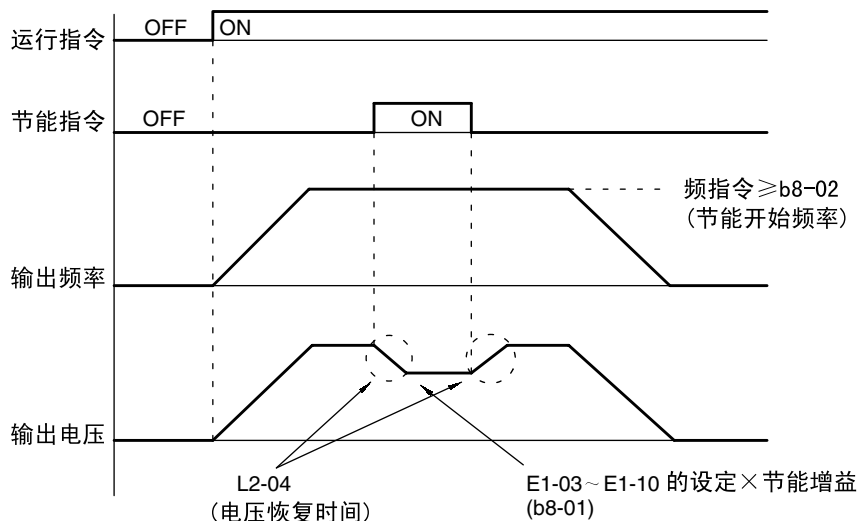 运行指令 OFF ON
节能指令 OFF ON
频指令≥b8-02
(节能开始频率)
输出频率
输出电压
L2-04
(电压恢复时间)
E1-03~E1-10 的设定×节能增益
(b8-01)